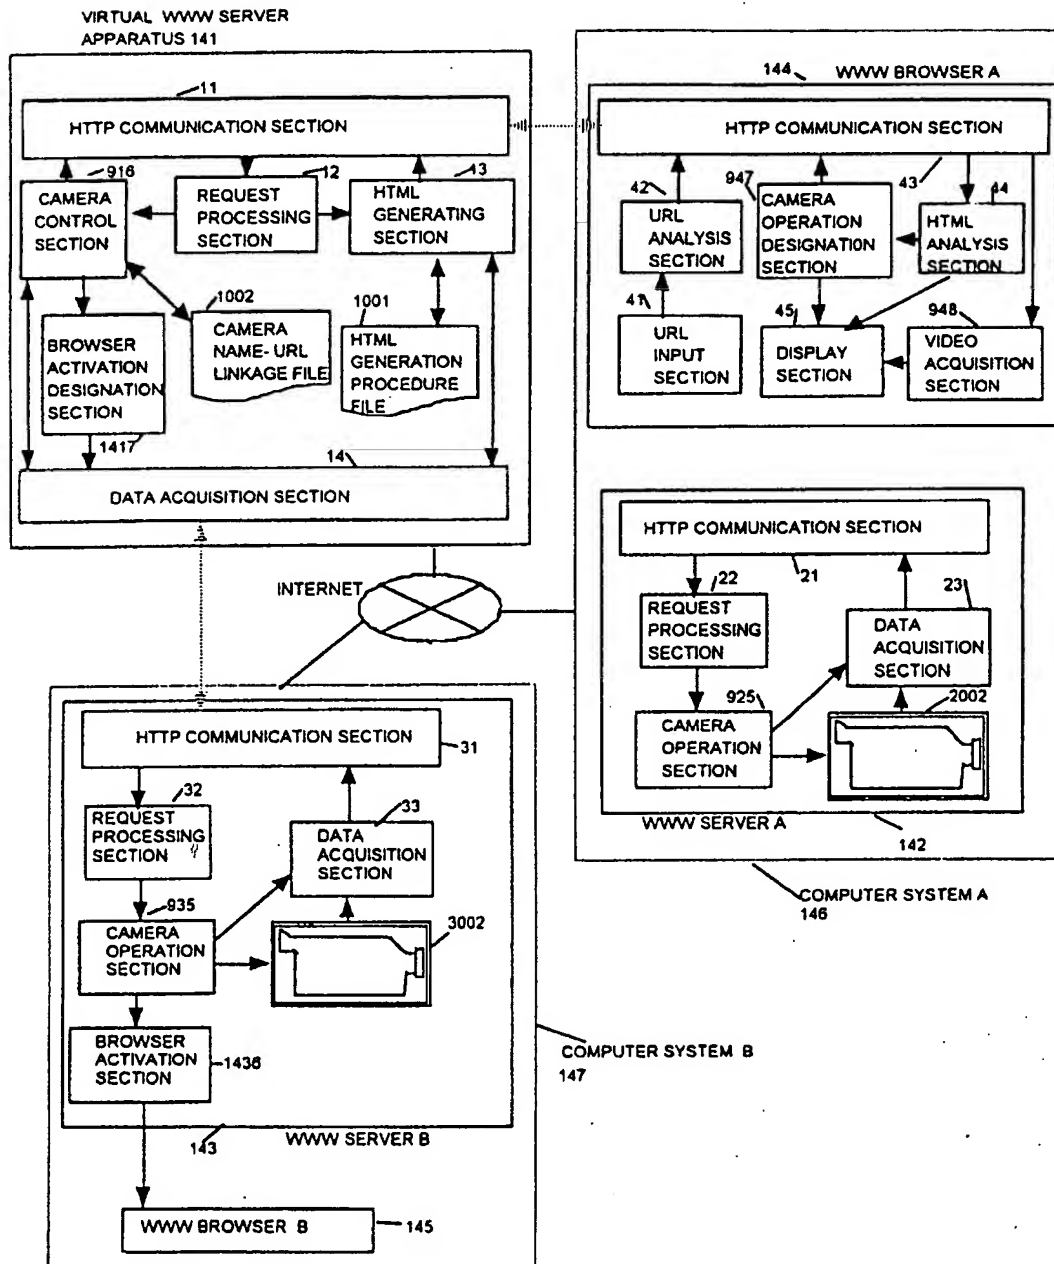 VIRTUAL WWW SERVER
APPARATUS 141
11
HTTP COMMUNICATION SECTION
916
CAMERA
CONTROL
SECTION
12
REQUEST
PROCESSING
SECTION
13
HTML
GENERATING
SECTION
BROWSER
ACTIVATION
DESIGNATION
SECTION
1417
1002
CAMERA
NAME- URL
LINKAGE FILE
1001
HTML
GENERATION
PROCEDURE
FILE
14
DATA ACQUISITION SECTION
144
WWW BROWSER A
HTTP COMMUNICATION SECTION
43
42
URL
ANALYSIS
SECTION
947
CAMERA
OPERATION
DESIGNATION
SECTION
44
HTML
ANALYSIS
SECTION
41
URL
INPUT
SECTION
45
DISPLAY
SECTION
948
VIDEO
ACQUISITION
SECTION
HTTP COMMUNICATION SECTION
21
22
REQUEST
PROCESSING
SECTION
23
DATA
ACQUISITION
SECTION
925
CAMERA
OPERATION
SECTION
2002
WWW SERVER A
142
COMPUTER SYSTEM A
146
INTERNET
HTTP COMMUNICATION SECTION
31
32
REQUEST
PROCESSING
SECTION
33
DATA
ACQUISITION
SECTION
935
CAMERA
OPERATION
SECTION
3002
BROWSER
ACTIVATION
SECTION
1436
143
WWW SERVER B
COMPUTER SYSTEM B
147
WWW BROWSER B
145